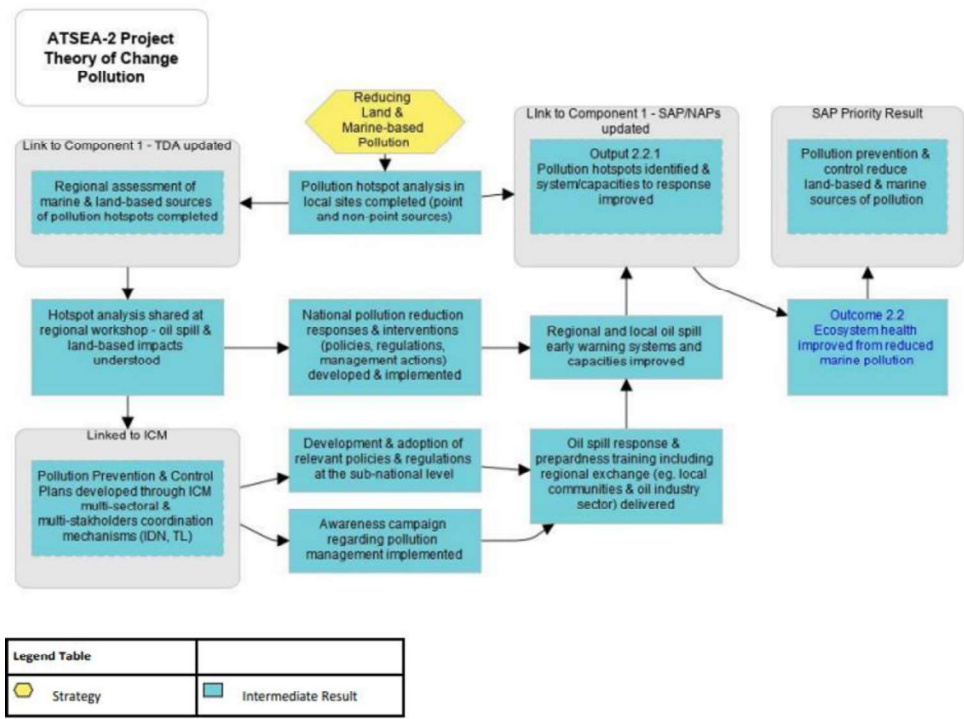 ATSEA-2 Project
Theory of Change
Pollution
Reducing
Land &
Marine-based
Pollution
Link to Component 1 - TDA updated
Regional assessment of
marine & land-based sources
of pollution hotspots completed
Pollution hotspot analysis in
local sites completed (point
and non-point sources)
LInk to Component 1 - SAP/NAPs
updated
Output 2.2.1
Pollution hotspots identified &
system/capacities to response
improved
SAP Priority Result
Pollution prevention &
control reduce
land-based & marine
sources of pollution
Hotspot analysis shared at
regional workshop - oil spill &
land-based impacts
understood
National pollution reduction
responses & interventions
(policies, regulations,
management actions)
developed & implemented
Regional and local oil spill
early warning systems and
capacities improved
Outcome 2.2
Ecosystem health
improved from reduced
marine pollution
Linked to ICM
Pollution Prevention & Control
Plans developed through ICM
multi-sectoral &
multi-stakholders coordination
mechanisms (IDN, TL)
Development & adoption of
relevant policies & regulations
at the sub-national level
Awareness campaign
regarding pollution
management implemented
Oil spill response &
prepardness training including
regional exchange (eg. local
communities & oil industry
sector) delivered
Legend Table
Strategy
Intermediate Result